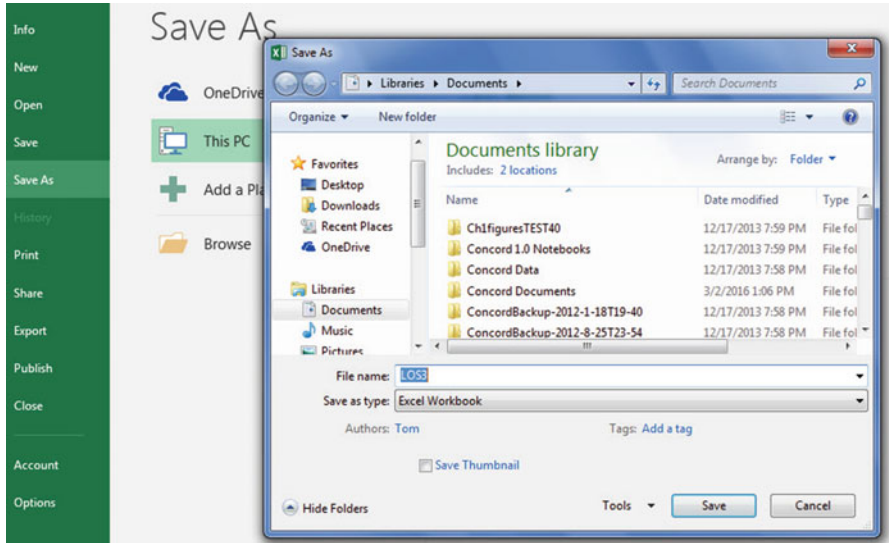 Info
New
Open
Save
Save As
History
Print
Share
Export
Publish
Close
Account
Options
Save As
OneDrive
This PC
Add a Pla
Browse
Save As
Libraries Documents
Search Documents
Organize New folder
Favorites
Desktop
Downloads
Recent Places
OneDrive
Libraries
Documents
Music
Pictures
Documents library
Includes: 2 locations
Arrange by: Folder
Name Date modified Type
Ch1figuresTEST40 12/17/2013 7:59 PM File fol
Concord 1.0 Notebooks 12/17/2013 7:59 PM File fol
Concord Data 12/17/2013 7:58 PM File fol
Concord Documents 3/2/2016 1:06 PM File fol
ConcordBackup-2012-1-18T19-40 12/17/2013 7:58 PM File fol
ConcordBackup-2012-8-25T23-54 12/17/2013 7:58 PM File fol
File name: LOS3
Save as type: Excel Workbook
Authors: Tom Tags: Add a tag
Save Thumbnail
Hide Folders
Tools Save Cancel